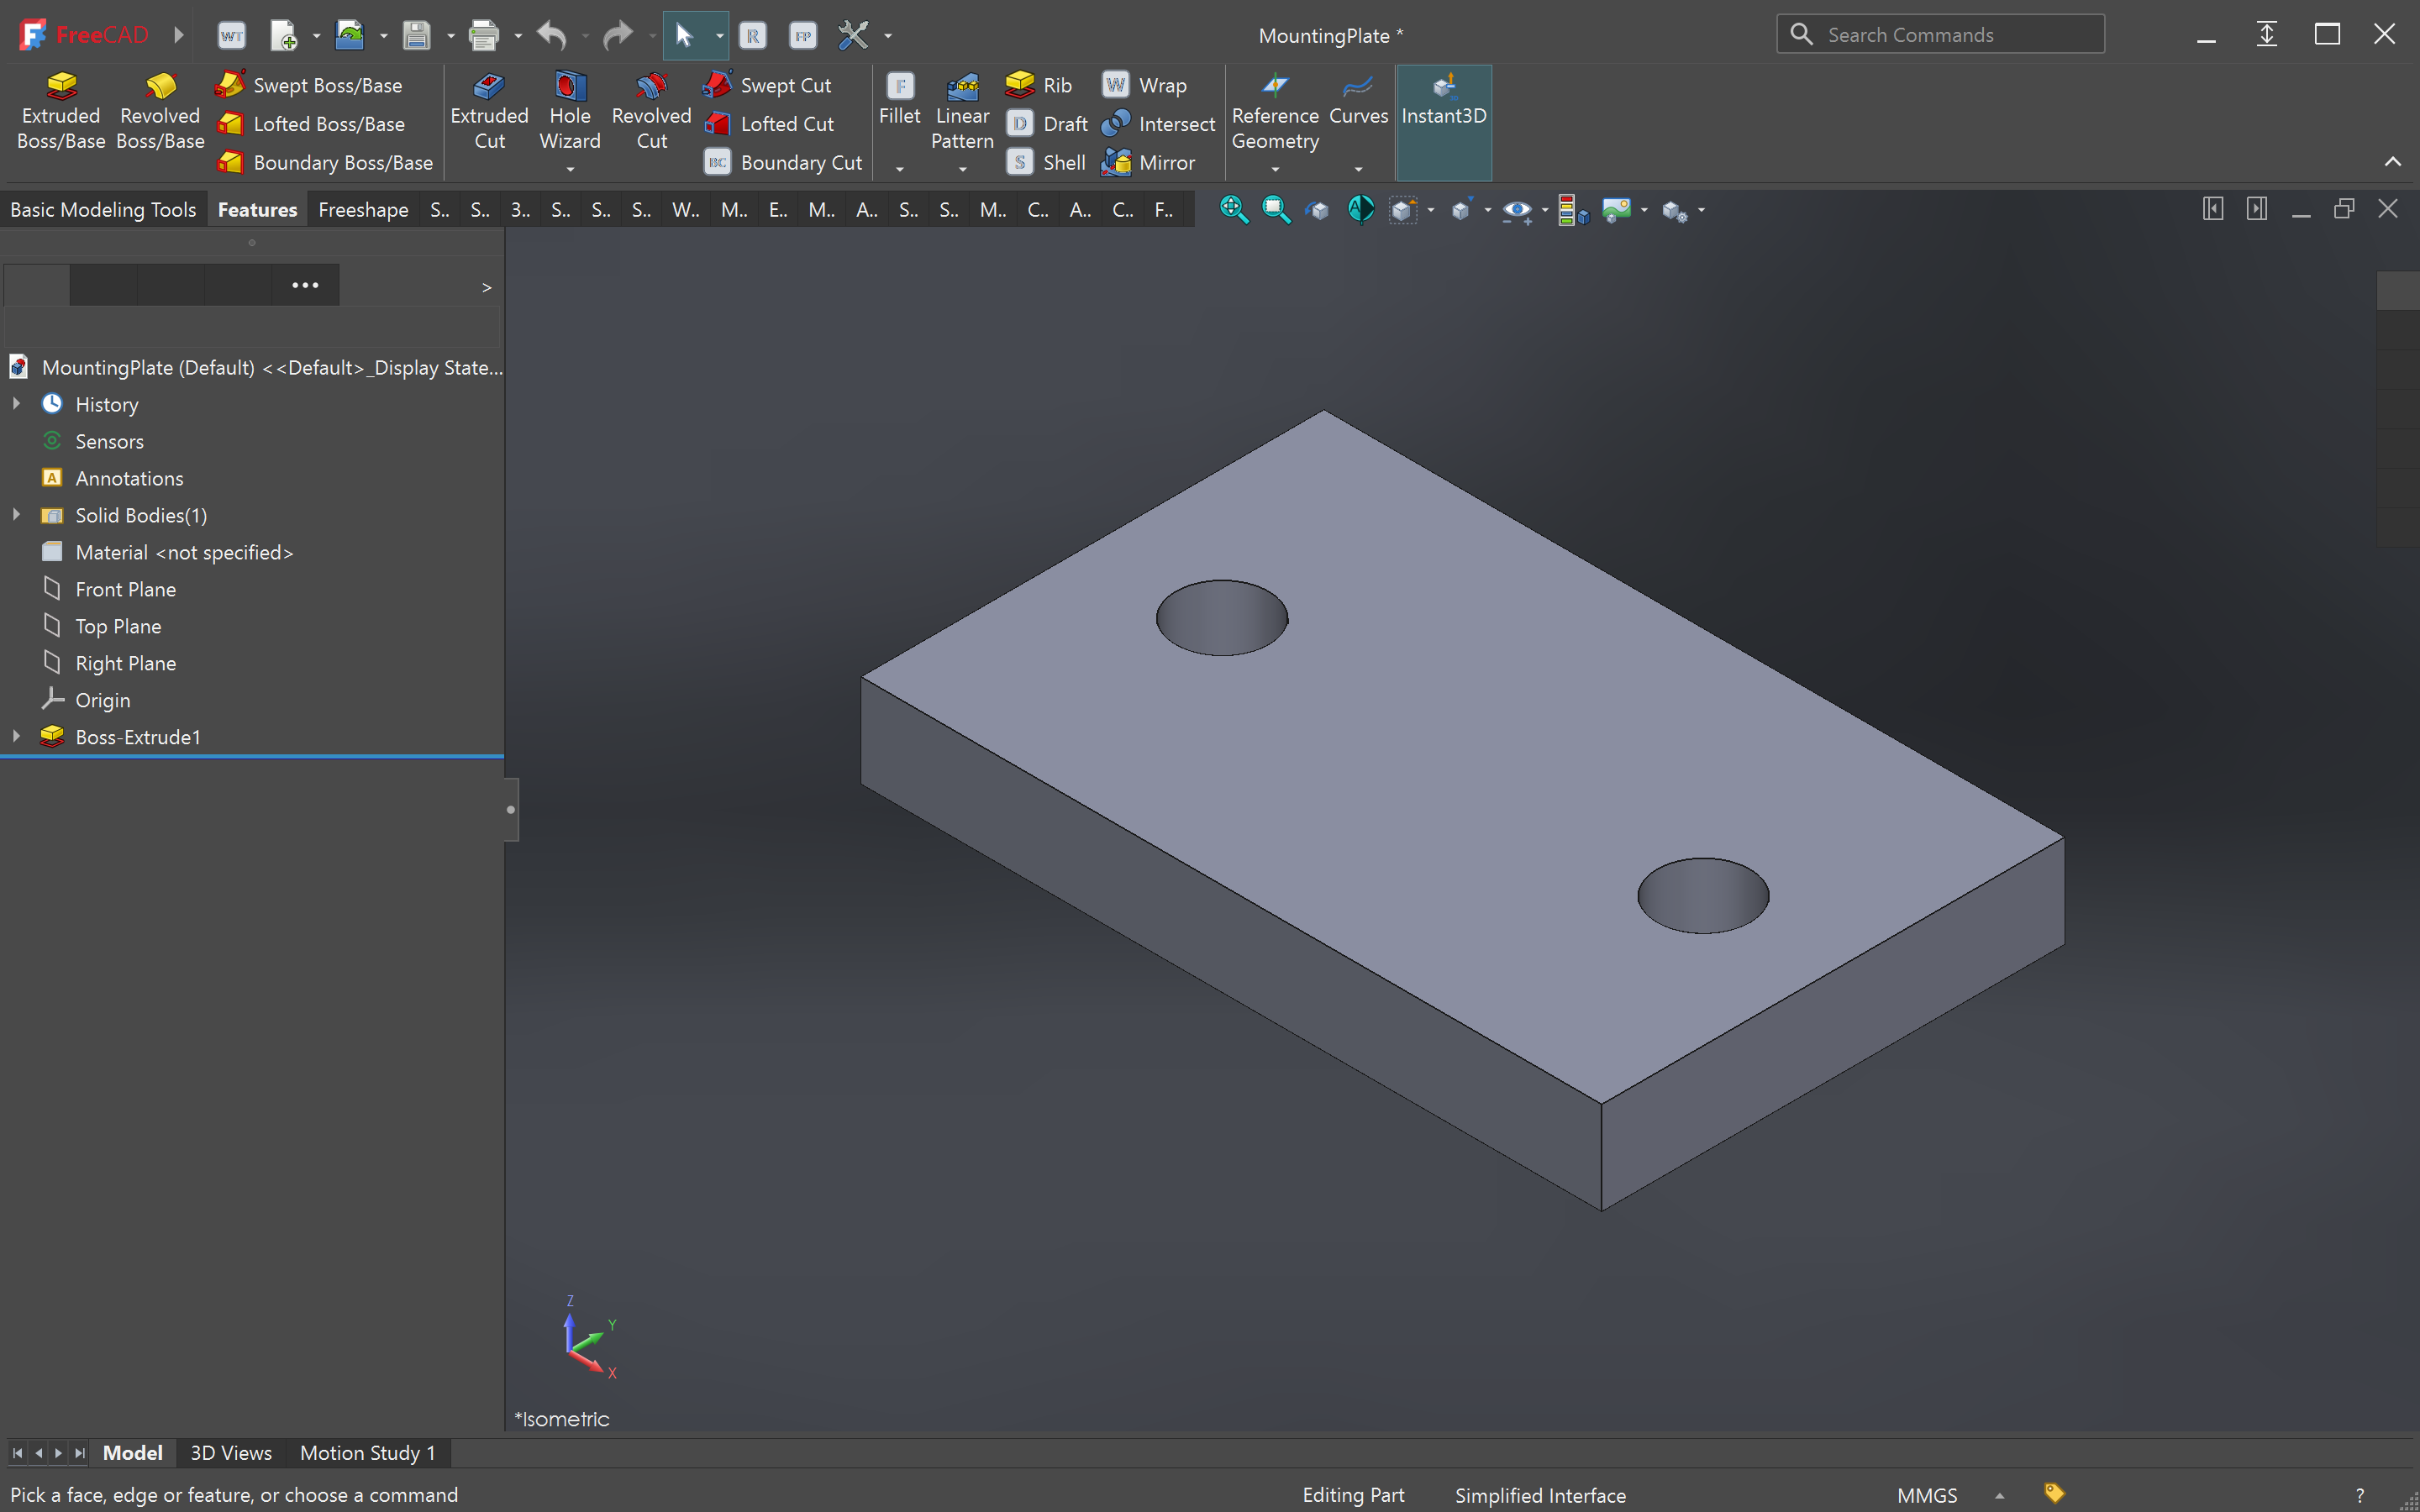 FreeCAD
WT
R
FP
MountingPlate *
Search Commands
Extruded Boss/Base
Revolved Boss/Base
Swept Boss/Base
Lofted Boss/Base
Boundary Boss/Base
Extruded Cut
Hole Wizard
Revolved Cut
Swept Cut
Lofted Cut
BC Boundary Cut
F
Fillet
Linear Pattern
Rib
D Draft
S Shell
W Wrap
Intersect
Mirror
Reference Geometry
Curves
Instant3D
Basic Modeling Tools Features Freeshape S.. S.. 3.. S.. S.. S.. W.. M.. E.. M.. A.. S.. S.. M.. C.. A.. C.. F..
>
MountingPlate (Default) <<Default>_Display State...
History
Sensors
A Annotations
Solid Bodies(1)
Material <not specified>
Front Plane
Top Plane
Right Plane
Origin
Boss-Extrude1
Z
Y
X
*Isometric
Model 3D Views Motion Study 1
Pick a face, edge or feature, or choose a command
Editing Part
Simplified Interface
MMGS
?